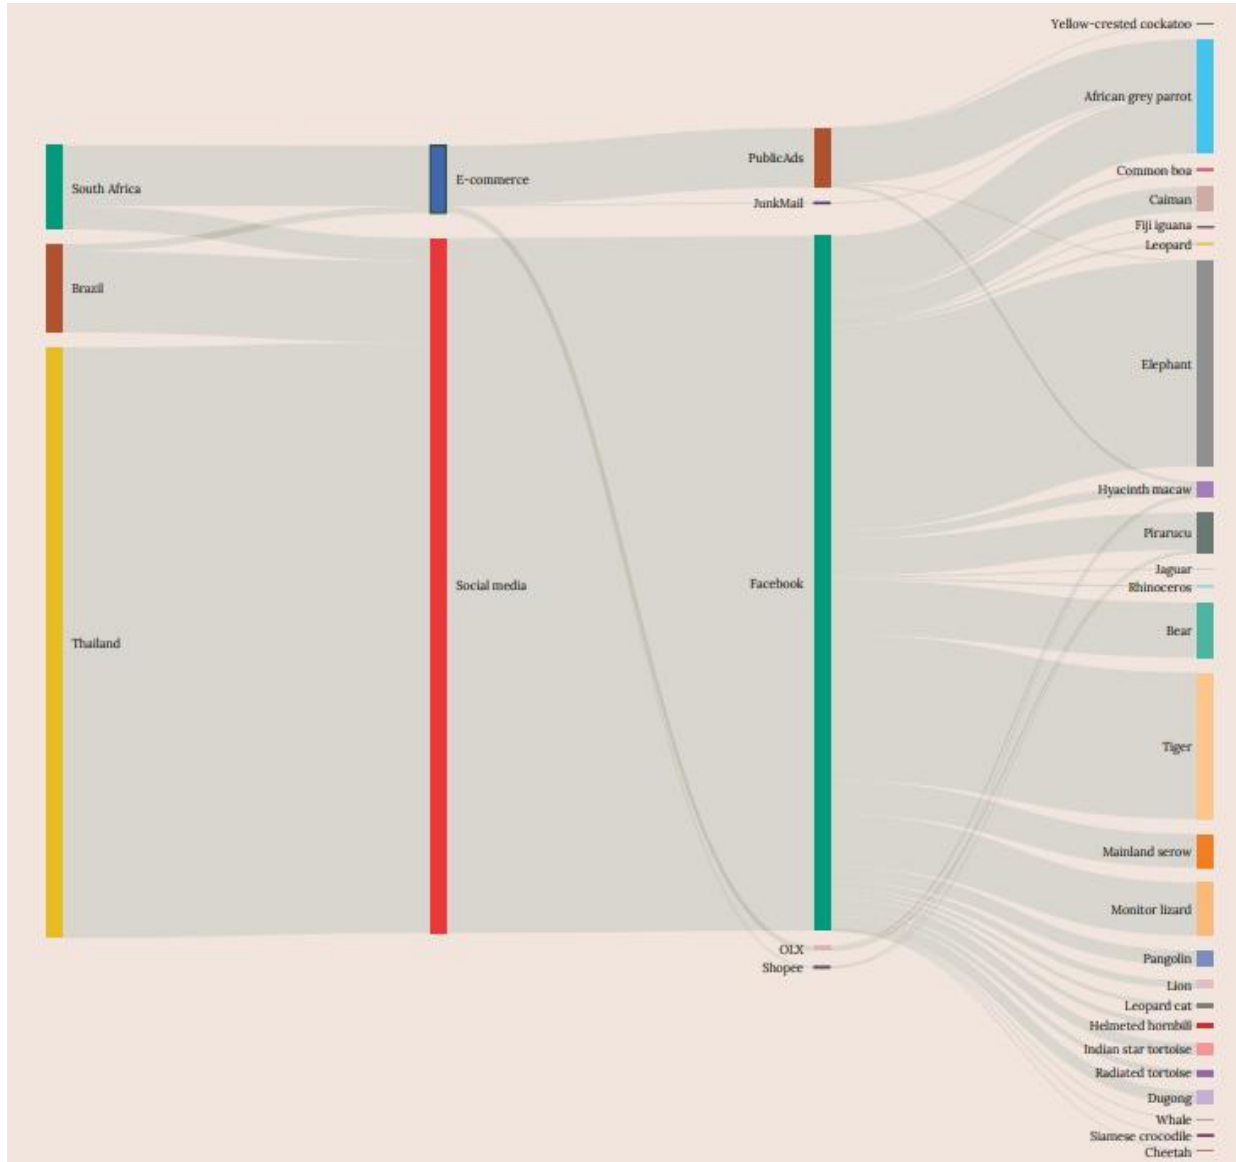 South Africa
Brazil
Thailand
E-commerce
Social media
PublicAds
JunkMail
Facebook
OLX
Shopee
Yellow-crested cockatoo
African grey parrot
Common boa
Caiman
Fiji iguana
Leopard
Elephant
Hyacinth macaw
Pirarucu
Jaguar
Rhinoceros
Bear
Tiger
Mainland serow
Monitor lizard
Pangolin
Lion
Leopard cat
Helmeted hornbill
Indian star tortoise
Radiated tortoise
Dugong
Whale
Siamese crocodile
Cheetah